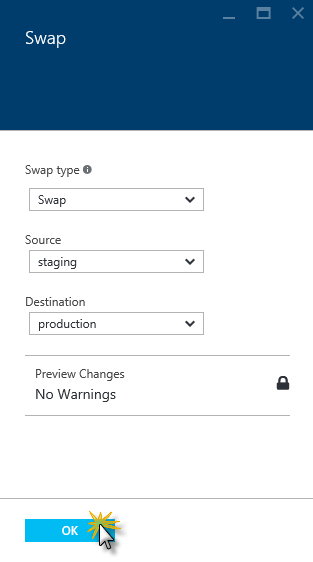 Swap
Swap type
Swap
Source
staging
Destination
production
Preview Changes
No Warnings
OK